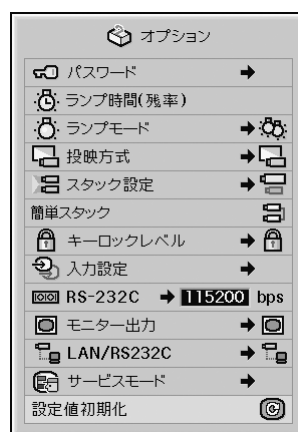 オプション
パスワード
ランプ時間(残率)
ランプモード
投映方式
スタック設定
簡単スタック
キーロックレベル
入力設定
RS-232C 115200 bps
モニター出力
LAN/RS232C
サービスモード
設定値初期化